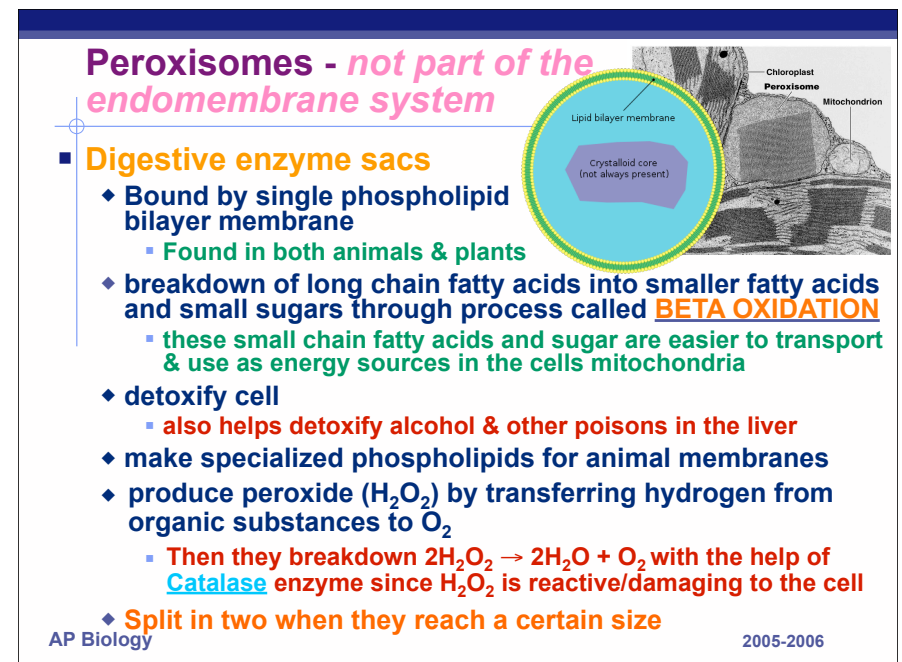 Peroxisomes - not part of the
endomembrane system
Chloroplast
Peroxisome
Mitochondrion
Lipid bilayer membrane
Crystalloid core
(not always present)
Digestive enzyme sacs
Bound by single phospholipid
bilayer membrane
Found in both animals & plants
breakdown of long chain fatty acids into smaller fatty acids
and small sugars through process called BETA OXIDATION
these small chain fatty acids and sugar are easier to transport
& use as energy sources in the cells mitochondria
detoxify cell
also helps detoxify alcohol & other poisons in the liver
make specialized phospholipids for animal membranes
produce peroxide (H₂O₂) by transferring hydrogen from
organic substances to O₂
Then they breakdown 2H₂O₂ → 2H₂O + O₂ with the help of
Catalase enzyme since H₂O₂ is reactive/damaging to the cell
Split in two when they reach a certain size
AP Biology
2005-2006